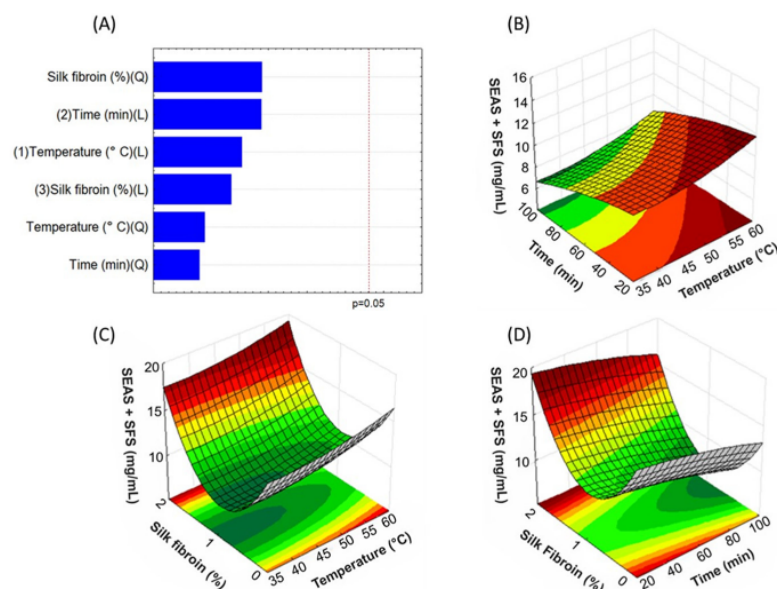 (A)
Silk fibroin (%)(Q)
(2)Time (min)(L)
(1)Temperature (° C)(L)
(3)Silk fibroin (%)(L)
Temperature (° C)(Q)
Time (min)(Q)
p=0.05
(B)
SEAS + SFS
(mg/mL)
16
14
12
10
8
6
100
80
60
40
20
Time (min)
35
40
45
50
55
60
Temperature (°C)
(C)
SEAS + SFS
(mg/mL)
20
15
10
2
1
0
Silk fibroin (%)
35
40
45
50
55
60
Temperature (°C)
(D)
SEAS + SFS
(mg/mL)
20
15
10
2
1
0
Silk Fibroin (%)
20
40
60
80
100
Time (min)